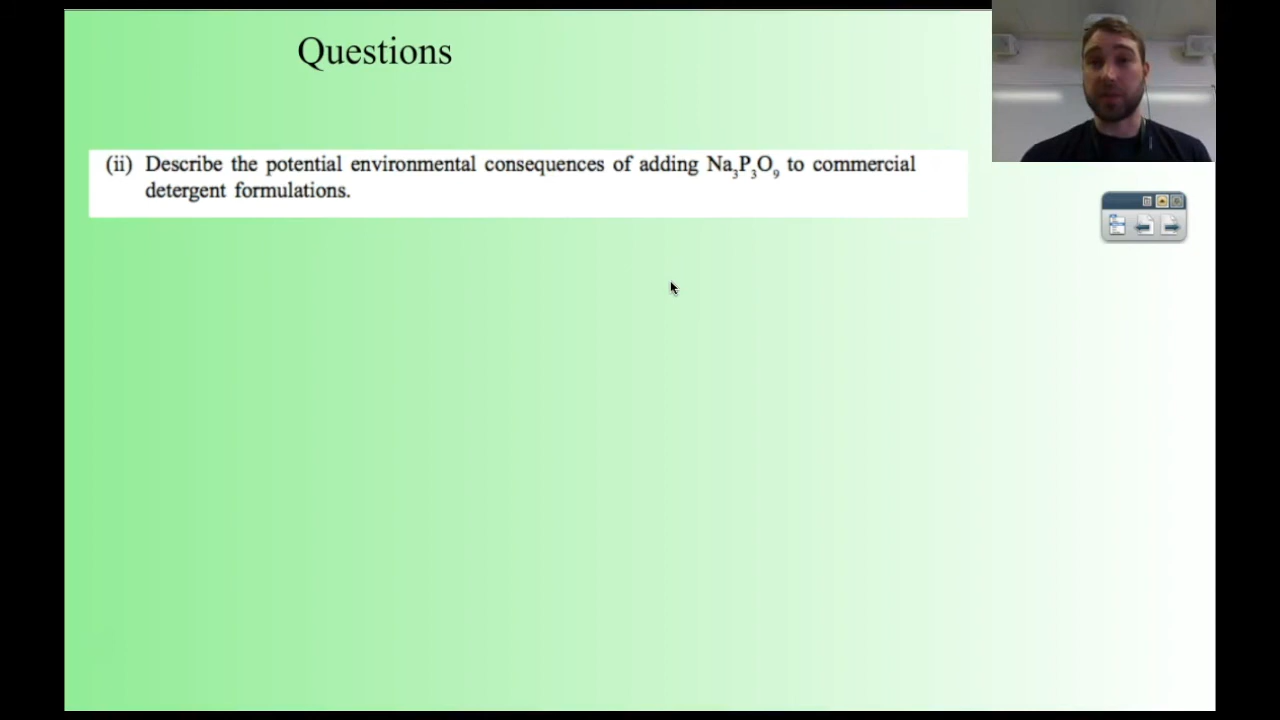 Questions
(ii) Describe the potential environmental consequences of adding Na₃P₃O₉ to commercial
detergent formulations.